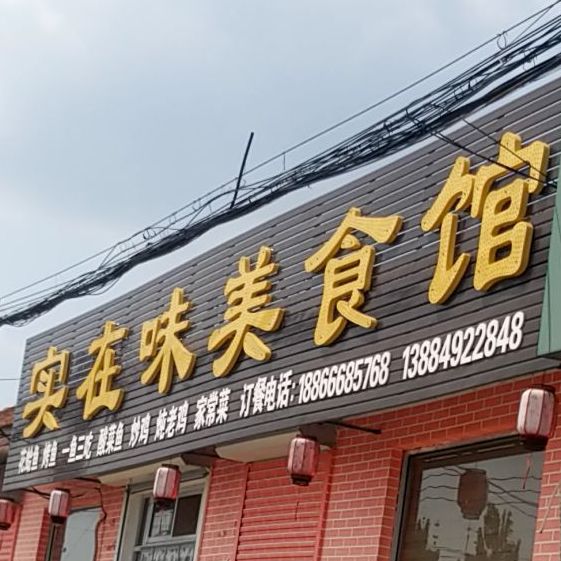 实在味美食馆
花鲢鱼 烤鱼 一鱼三吃 酸菜鱼 炒鸡 炖老鸡 家常菜 订餐电话:18866685768 13884922848